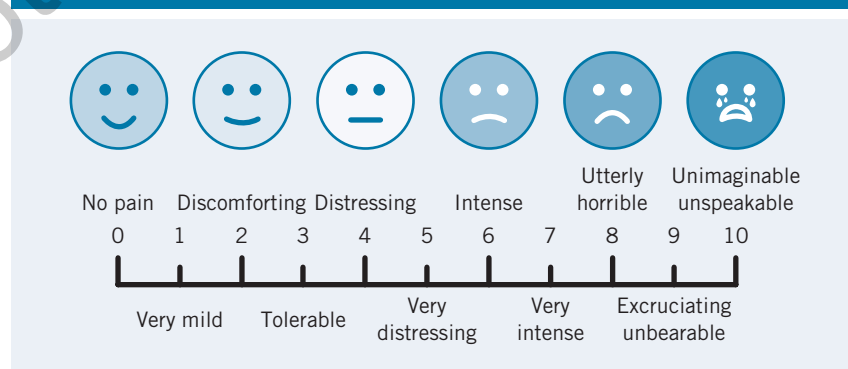 Utterly Unimaginable
No pain Discomforting Distressing Intense horrible unspeakable
0 1 2 3 4 5 6 7 8 9 10
Very mild Tolerable Very distressing Very intense Excruciating unbearable